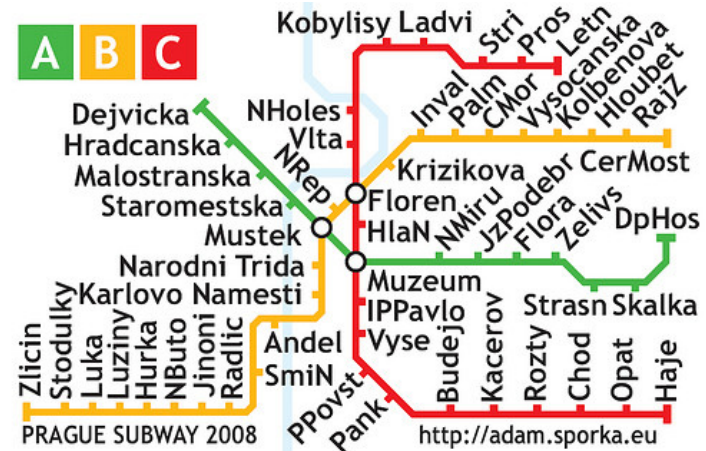 A B C
Kobylisy Ladvi
Stri
Pros
Letn
NHoles
Vlta
Inval
Palm
CMor
Vysocanska
Kolbenova
Hloubet
RajZ
CerMost
Krizikova
NRep
Floren
HlaN
Dejvicka
Hradcanska
Malostranska
Staromestska
Mustek
Narodni Trida
Karlovo Namesti
NMiru
JzPodebr
Flora
Zelivs
DpHos
Strasn Skalka
Muzeum
IPPavlo
Vyse
Andel
SmiN
Zlicin
Stodulky
Luka
Luziny
Hurka
NButo
Jinoni
Radlic
PPovst
Pank
Budejo
Kacerov
Rozty
Chod
Opat
Haje
PRAGUE SUBWAY 2008
http://adam.sporka.eu